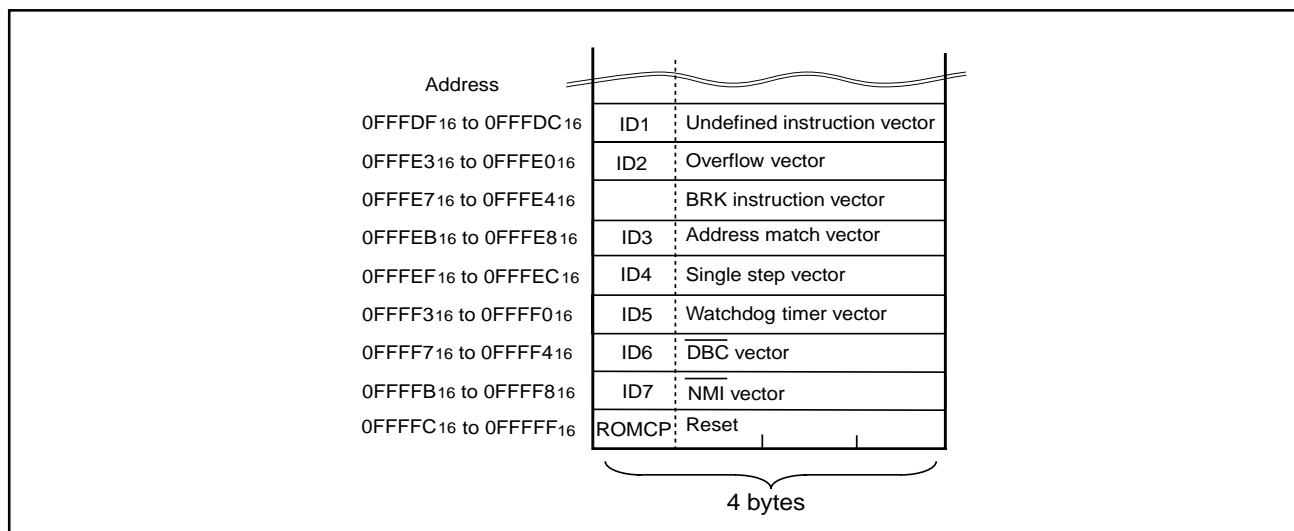 Address
0FFFDF16 to 0FFFDC16 ID1 Undefined instruction vector
0FFFE316 to 0FFFE016 ID2 Overflow vector
0FFFE716 to 0FFFE416 BRK instruction vector
0FFFEB16 to 0FFFE816 ID3 Address match vector
0FFFEF16 to 0FFFEC16 ID4 Single step vector
0FFFF316 to 0FFFF016 ID5 Watchdog timer vector
0FFFF716 to 0FFFF416 ID6 DBC vector
0FFFFB16 to 0FFFF816 ID7 NMI vector
0FFFFC16 to 0FFFFF16 ROMCP Reset
4 bytes